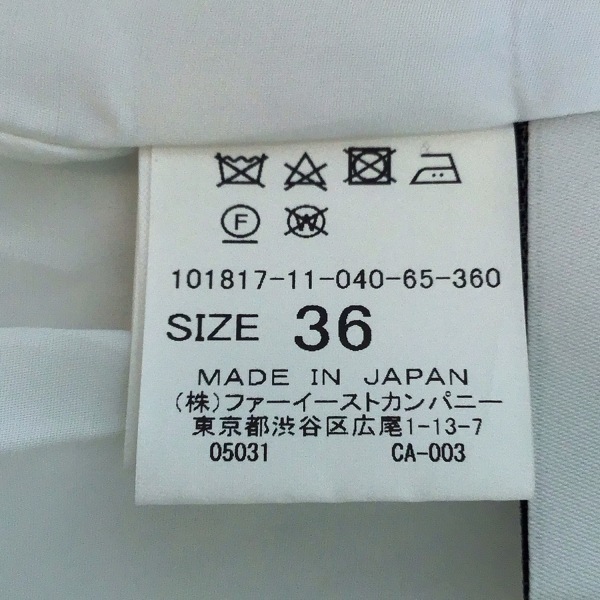 F W
101817-11-040-65-360
SIZE 36
MADE IN JAPAN
(株)ファーイーストカンパニー
東京都渋谷区広尾1-13-7
05031 CA-003